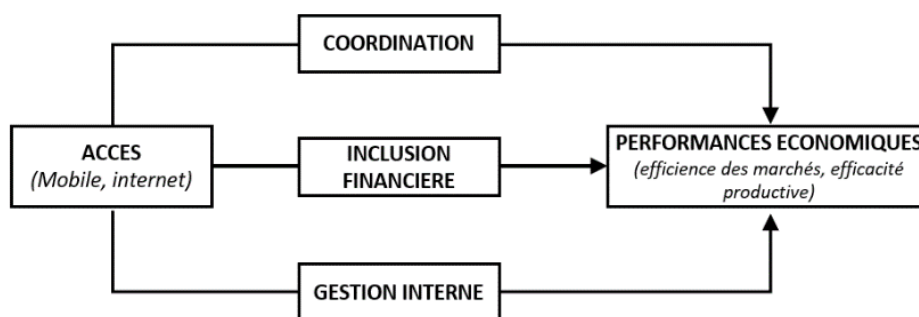 COORDINATION
ACCES
(Mobile, internet)
INCLUSION
FINANCIERE
PERFORMANCES ECONOMIQUES
(efficience des marchés, efficacité
productive)
GESTION INTERNE